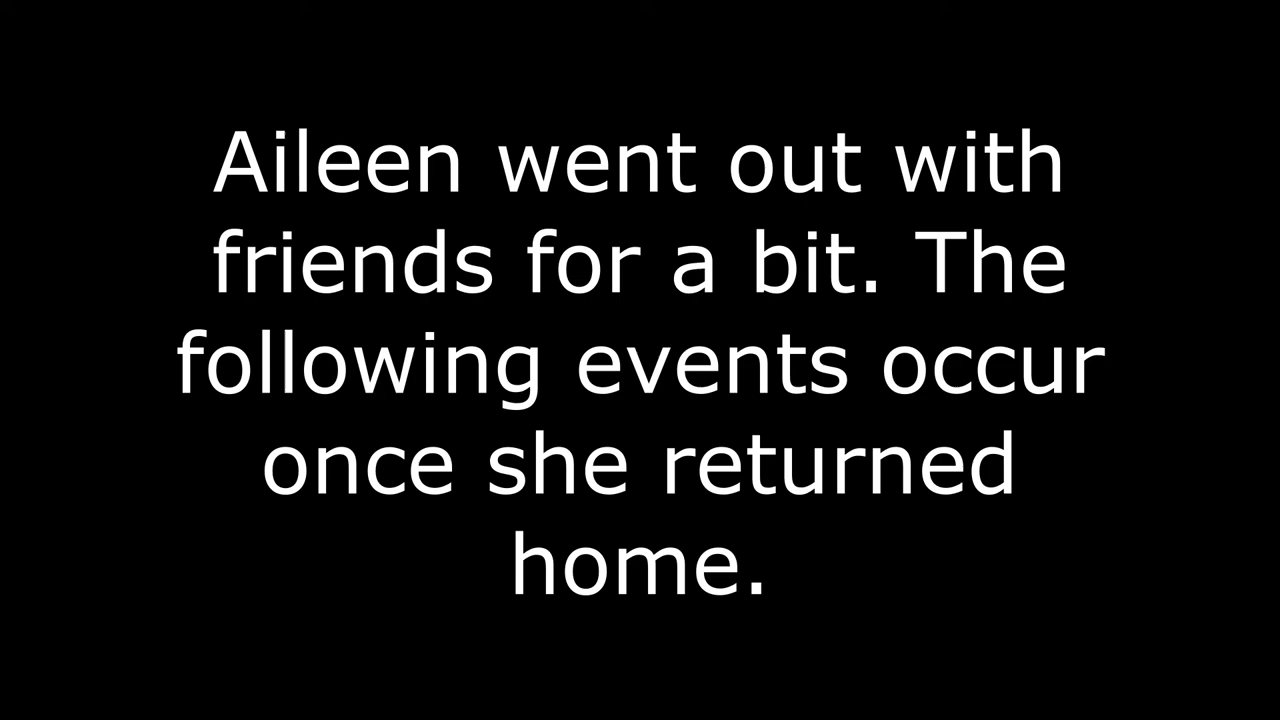 Aileen went out with
friends for a bit. The
following events occur
once she returned
home.